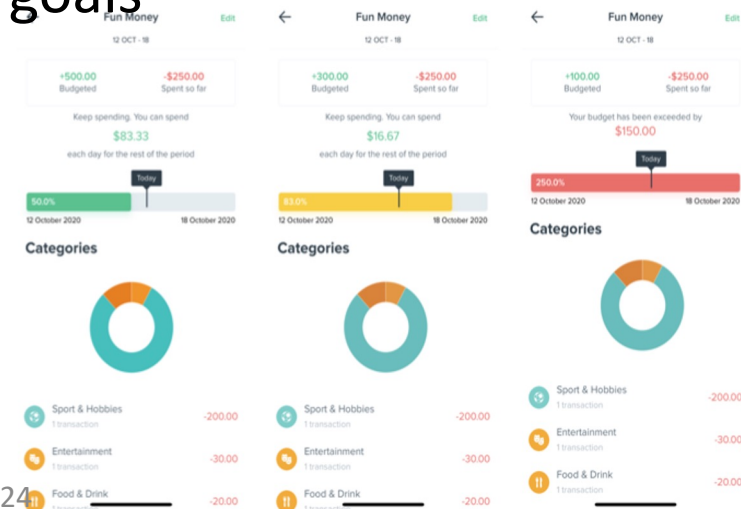 goals
Fun Money
Edit
12 OCT - 18
+500.00
-$250.00
Budgeted
Spent so far
Keep spending. You can spend
$83.33
each day for the rest of the period
Today
50.0%
12 October 2020
18 October 2020
Categories
Sport & Hobbies
1 transaction
-200.00
Entertainment
1 transaction
-30.00
Food & Drink
-20.00
24
Fun Money
Edit
12 OCT - 18
+300.00
-$250.00
Budgeted
Spent so far
Keep spending. You can spend
$16.67
each day for the rest of the period
Today
83.0%
12 October 2020
18 October 2020
Categories
Sport & Hobbies
1 transaction
-200.00
Entertainment
1 transaction
-30.00
Food & Drink
-20.00
Fun Money
Edit
12 OCT - 18
+100.00
-$250.00
Budgeted
Spent so far
Your budget has been exceeded by
$150.00
Today
250.0%
12 October 2020
18 October 2020
Categories
Sport & Hobbies
1 transaction
-200.00
Entertainment
1 transaction
-30.00
Food & Drink
1 transaction
-20.00